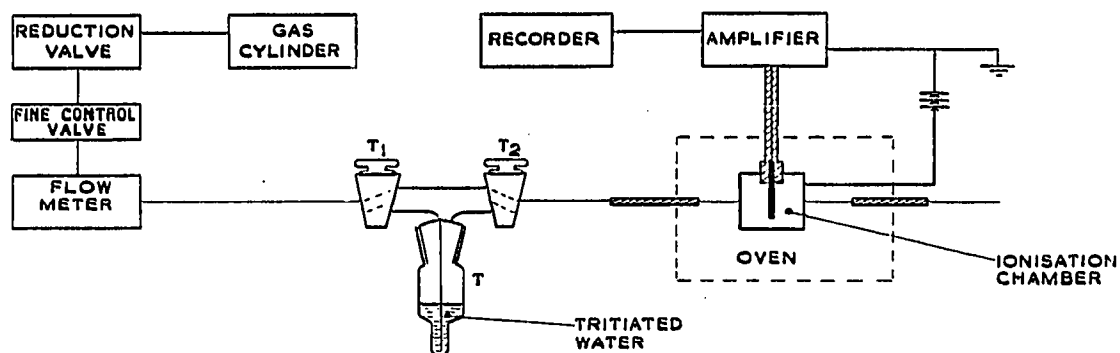 REDUCTION
VALVE
GAS
CYLINDER
RECORDER
AMPLIFIER
FINE CONTROL
VALVE
T1
T2
FLOW
METER
OVEN
IONISATION
CHAMBER
T
TRITIATED
WATER